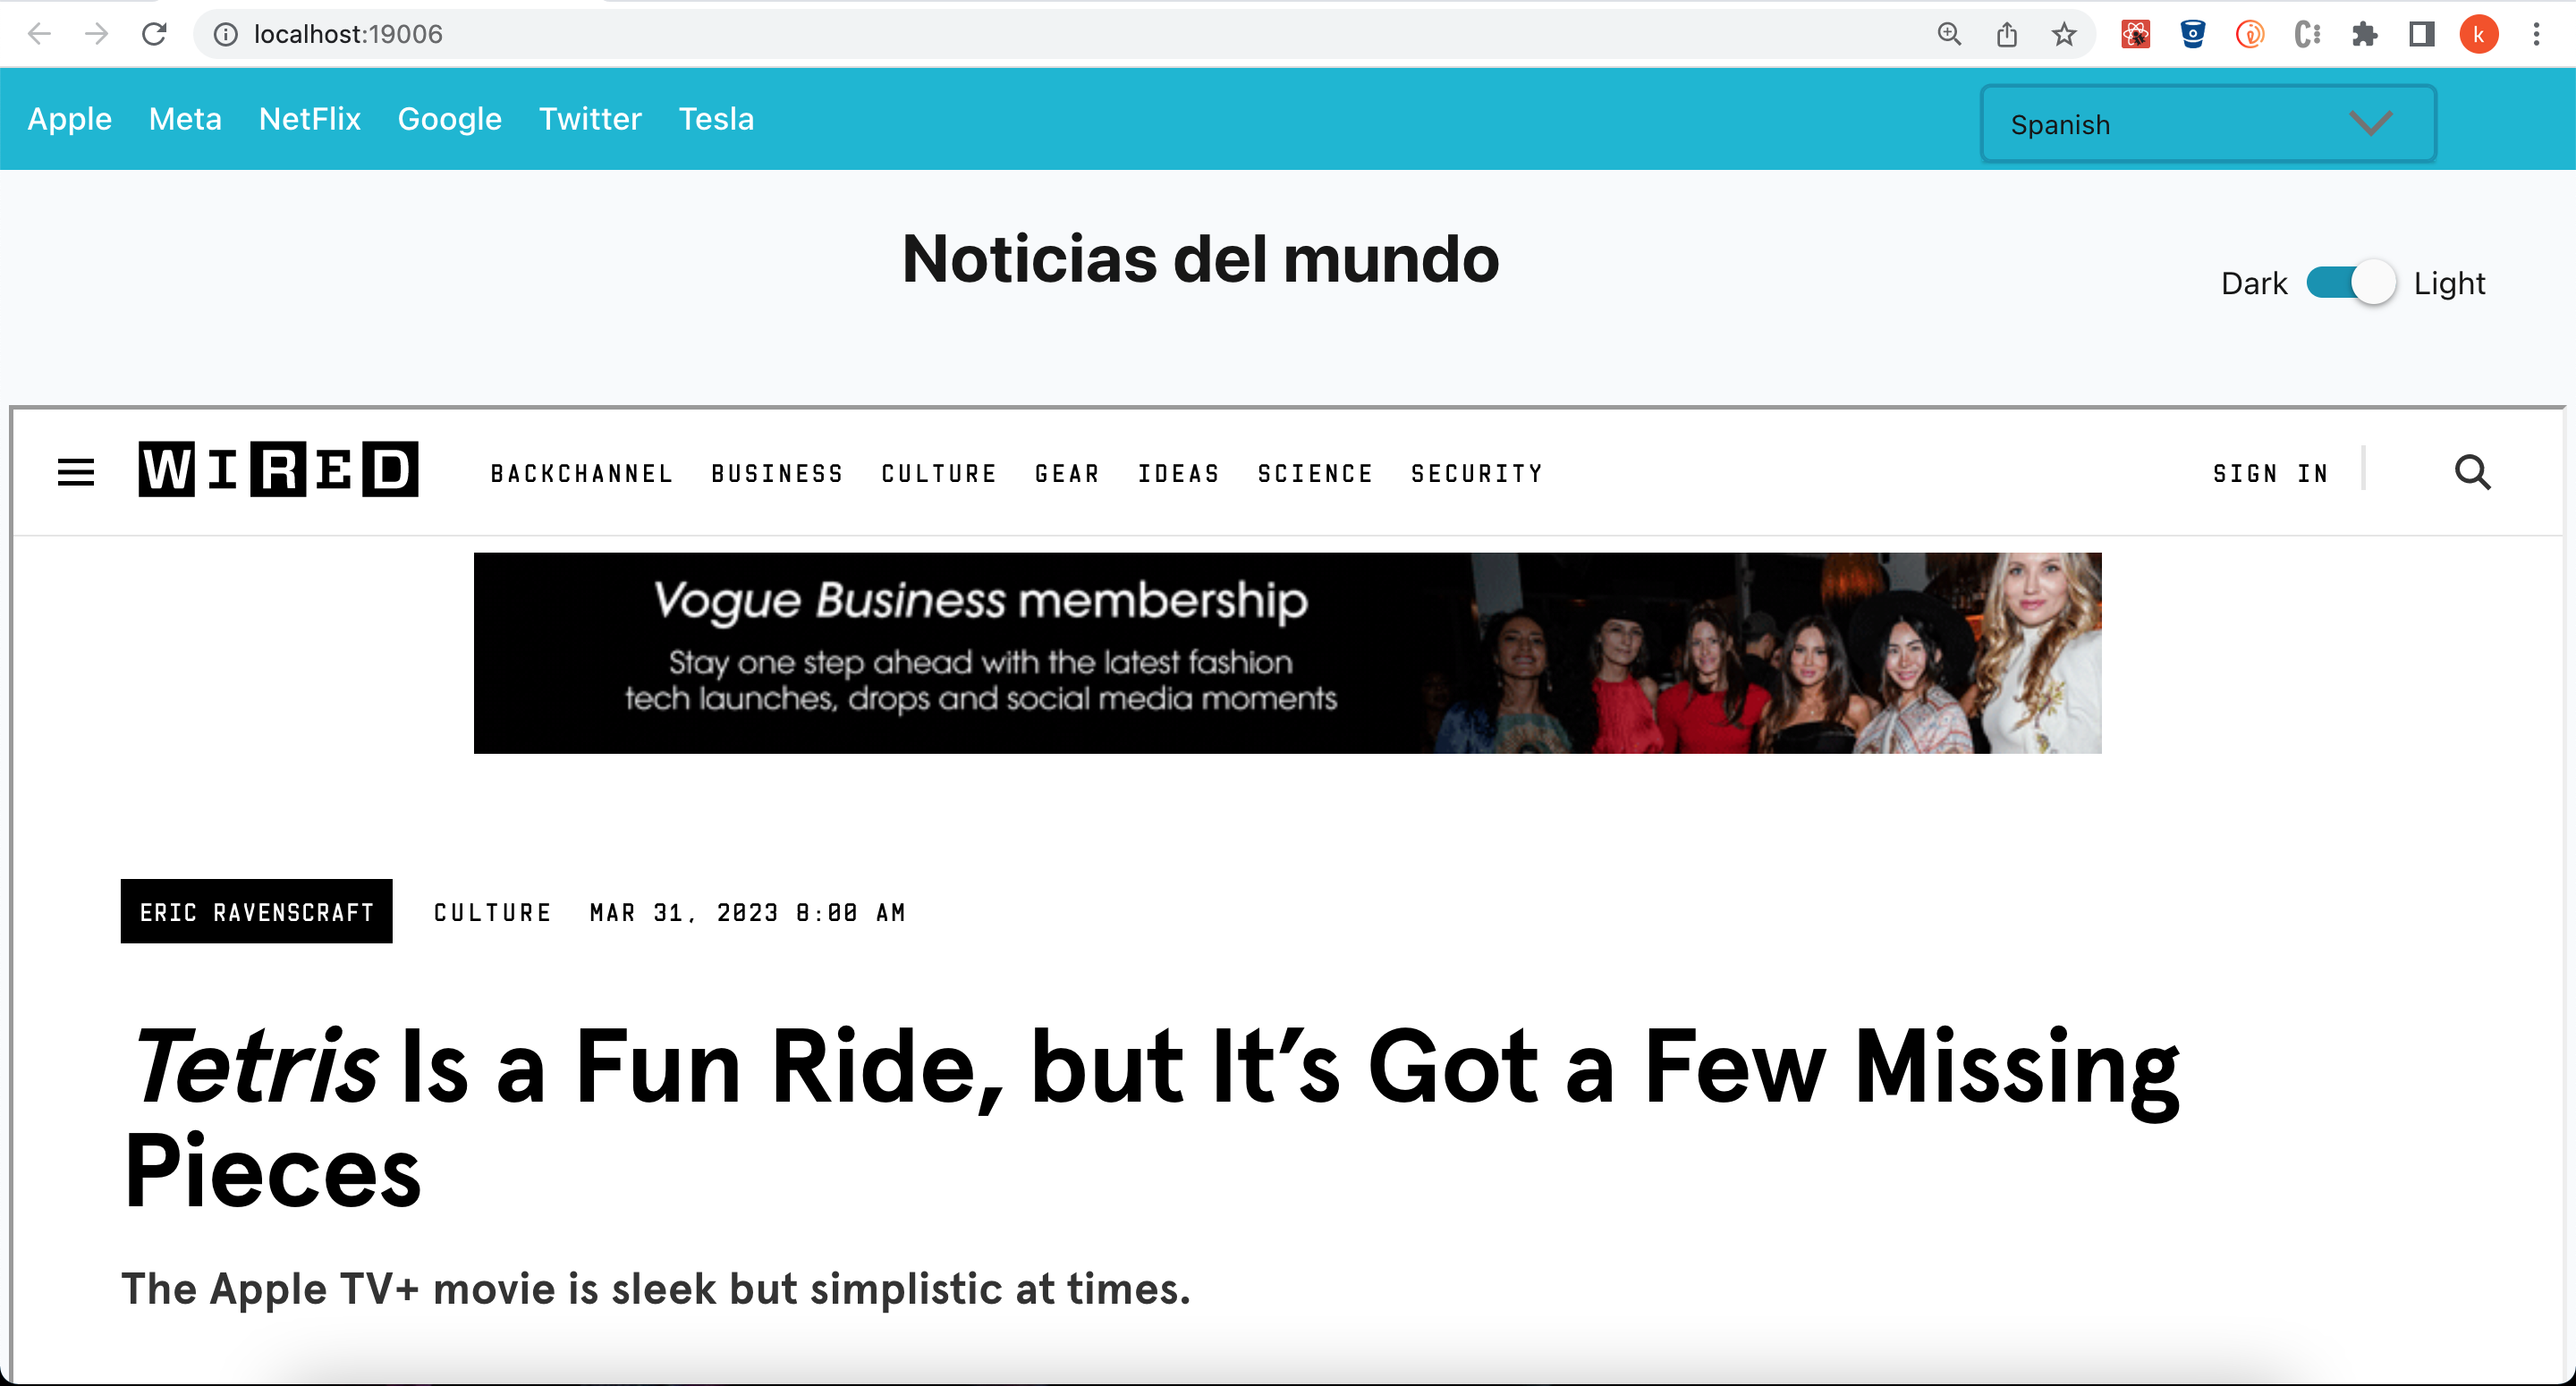 localhost:19006
k
Apple Meta NetFlix Google Twitter Tesla
Spanish
Noticias del mundo
Dark Light
WIRED BACKCHANNEL BUSINESS CULTURE GEAR IDEAS SCIENCE SECURITY SIGN IN
Vogue Business membership
Stay one step ahead with the latest fashion
tech launches, drops and social media moments
ERIC RAVENSCRAFT CULTURE MAR 31, 2023 8:00 AM
Tetris Is a Fun Ride, but It’s Got a Few Missing
Pieces
The Apple TV+ movie is sleek but simplistic at times.